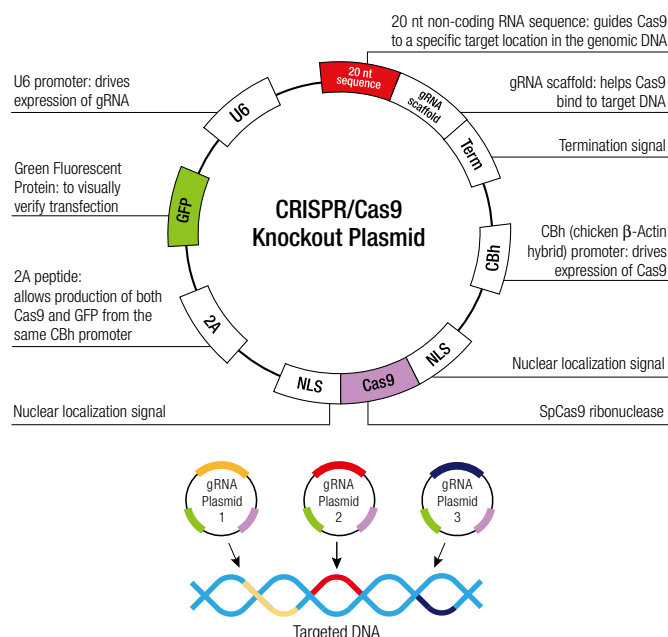 20 nt non-coding RNA sequence: guides Cas9
to a specific target location in the genomic DNA
U6 promoter: drives
expression of gRNA
20 nt
sequence
gRNA
scaffold
gRNA scaffold: helps Cas9
bind to target DNA
U6
Term
Termination signal
Green Fluorescent
Protein: to visually
verify transfection
GFP
CRISPR/Cas9
Knockout Plasmid
CBh
CBh (chicken β-Actin
hybrid) promoter: drives
expression of Cas9
2A peptide:
allows production of both
Cas9 and GFP from the
same CBh promoter
2A
NLS
Cas9
NLS
Nuclear localization signal
Nuclear localization signal
SpCas9 ribonuclease
gRNA
Plasmid
1
gRNA
Plasmid
2
gRNA
Plasmid
3
Targeted DNA